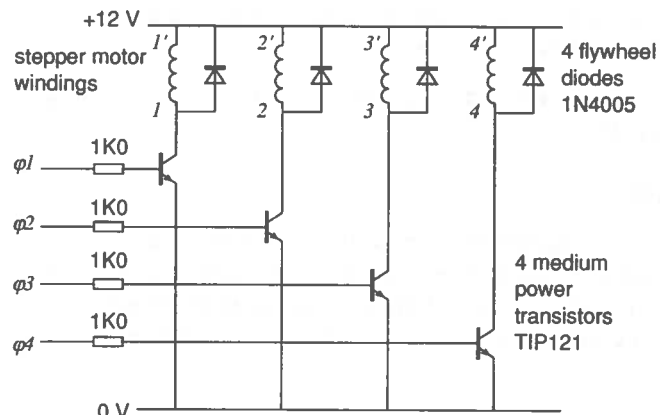 +12 V
stepper motor
windings
1'
2'
3'
4'
1
2
3
4
4 flywheel
diodes
1N4005
φ1
1K0
φ2
1K0
φ3
1K0
φ4
1K0
4 medium
power
transistors
TIP121
0 V